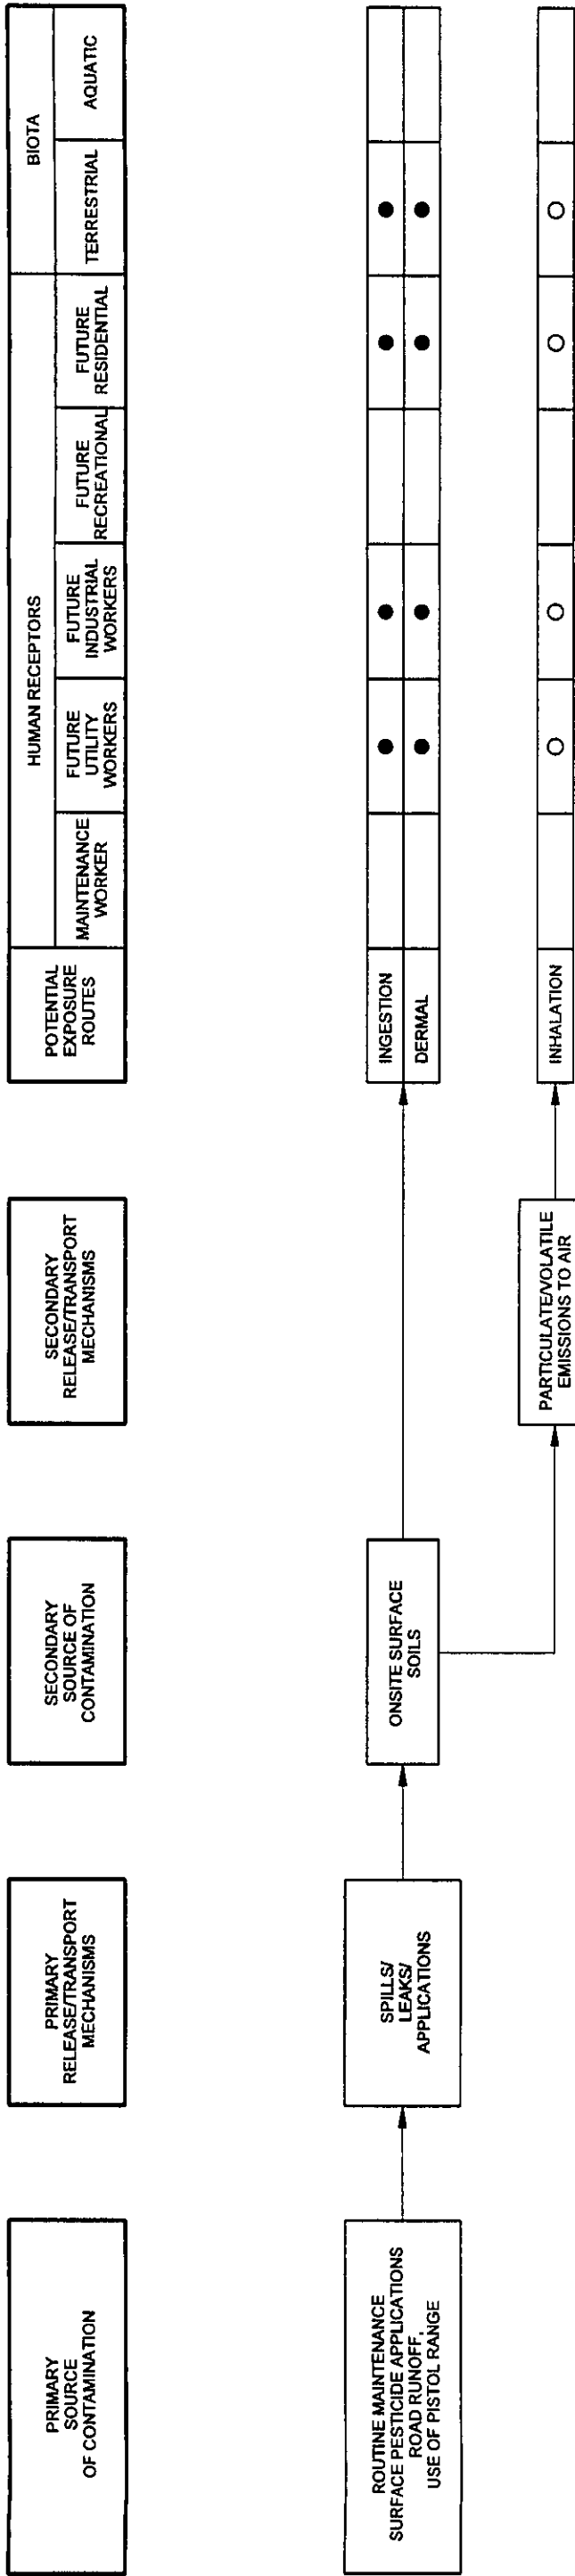 PRIMARY
SOURCE
OF CONTAMINATION
PRIMARY
RELEASE/TRANSPORT
MECHANISMS
SECONDARY
SOURCE OF
CONTAMINATION
SECONDARY
RELEASE/TRANSPORT
MECHANISMS
POTENTIAL
EXPOSURE
ROUTES
HUMAN RECEPTORS
BIOTA
MAINTENANCE
WORKER
FUTURE
UTILITY
WORKERS
FUTURE
INDUSTRIAL
WORKERS
FUTURE
RECREATIONAL
FUTURE
RESIDENTIAL
TERRESTRIAL
AQUATIC
ROUTINE MAINTENANCE
SURFACE PESTICIDE APPLICATIONS
ROAD RUNOFF,
USE OF PISTOL RANGE
SPILLS/
LEAKS/
APPLICATIONS
ONSITE SURFACE
SOILS
INGESTION
DERMAL
PARTICULATE/VOLATILE
EMISSIONS TO AIR
INHALATION